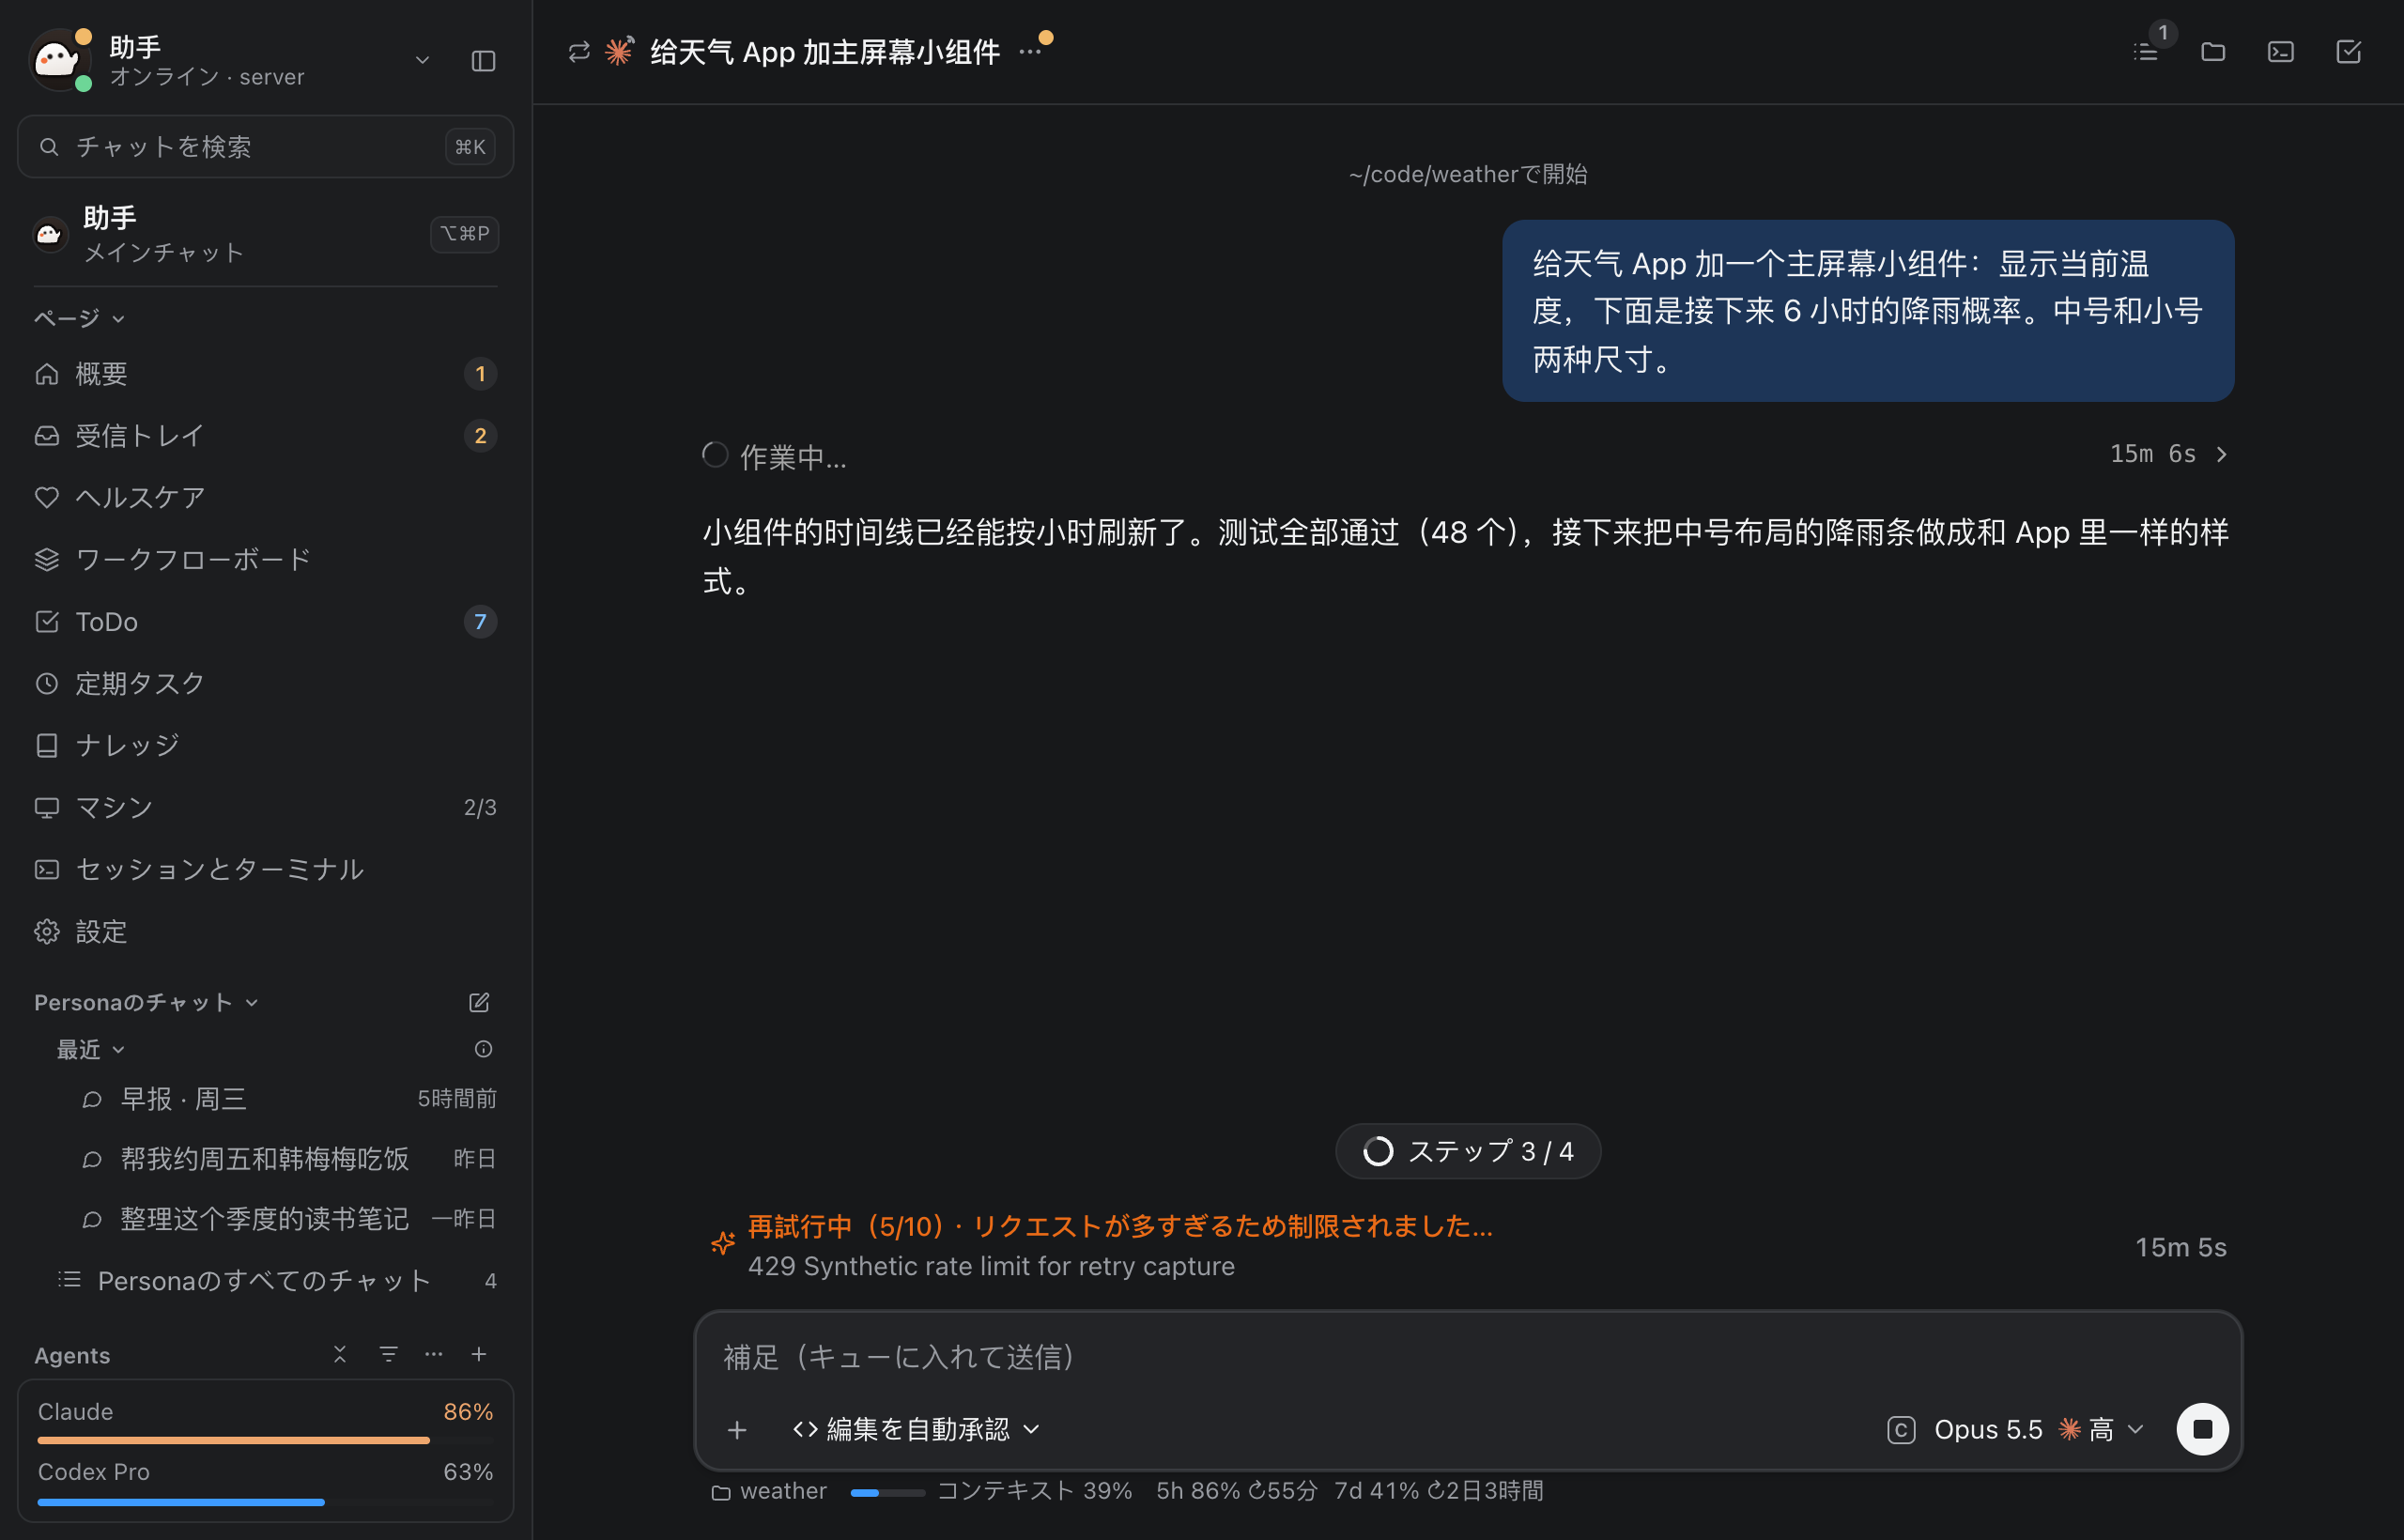 助手
オンライン · server
チャットを検索
⌘K
助手
メインチャット
⌥⌘P
ページ
概要
1
受信トレイ
2
ヘルスケア
ワークフローボード
ToDo
7
定期タスク
ナレッジ
マシン
2/3
セッションとターミナル
設定
Personaのチャット
最近
早报 · 周三
5時間前
帮我约周五和韩梅梅吃饭
昨日
整理这个季度的读书笔记
一昨日
Personaのすべてのチャット
4
Agents
Claude
86%
Codex Pro
63%
给天气 App 加主屏幕小组件
1
~/code/weatherで開始
给天气 App 加一个主屏幕小组件：显示当前温
度，下面是接下来 6 小时的降雨概率。中号和小号
两种尺寸。
作業中...
15m 6s
小组件的时间线已经能按小时刷新了。测试全部通过（48 个），接下来把中号布局的降雨条做成和 App 里一样的样
式。
ステップ 3 / 4
再試行中（5/10）· リクエストが多すぎるため制限されました...
429 Synthetic rate limit for retry capture
15m 5s
補足（キューに入れて送信）
編集を自動承認
C
Opus 5.5
高
weather
コンテキスト 39%
5h 86% ↻55分
7d 41% ↻2日3時間